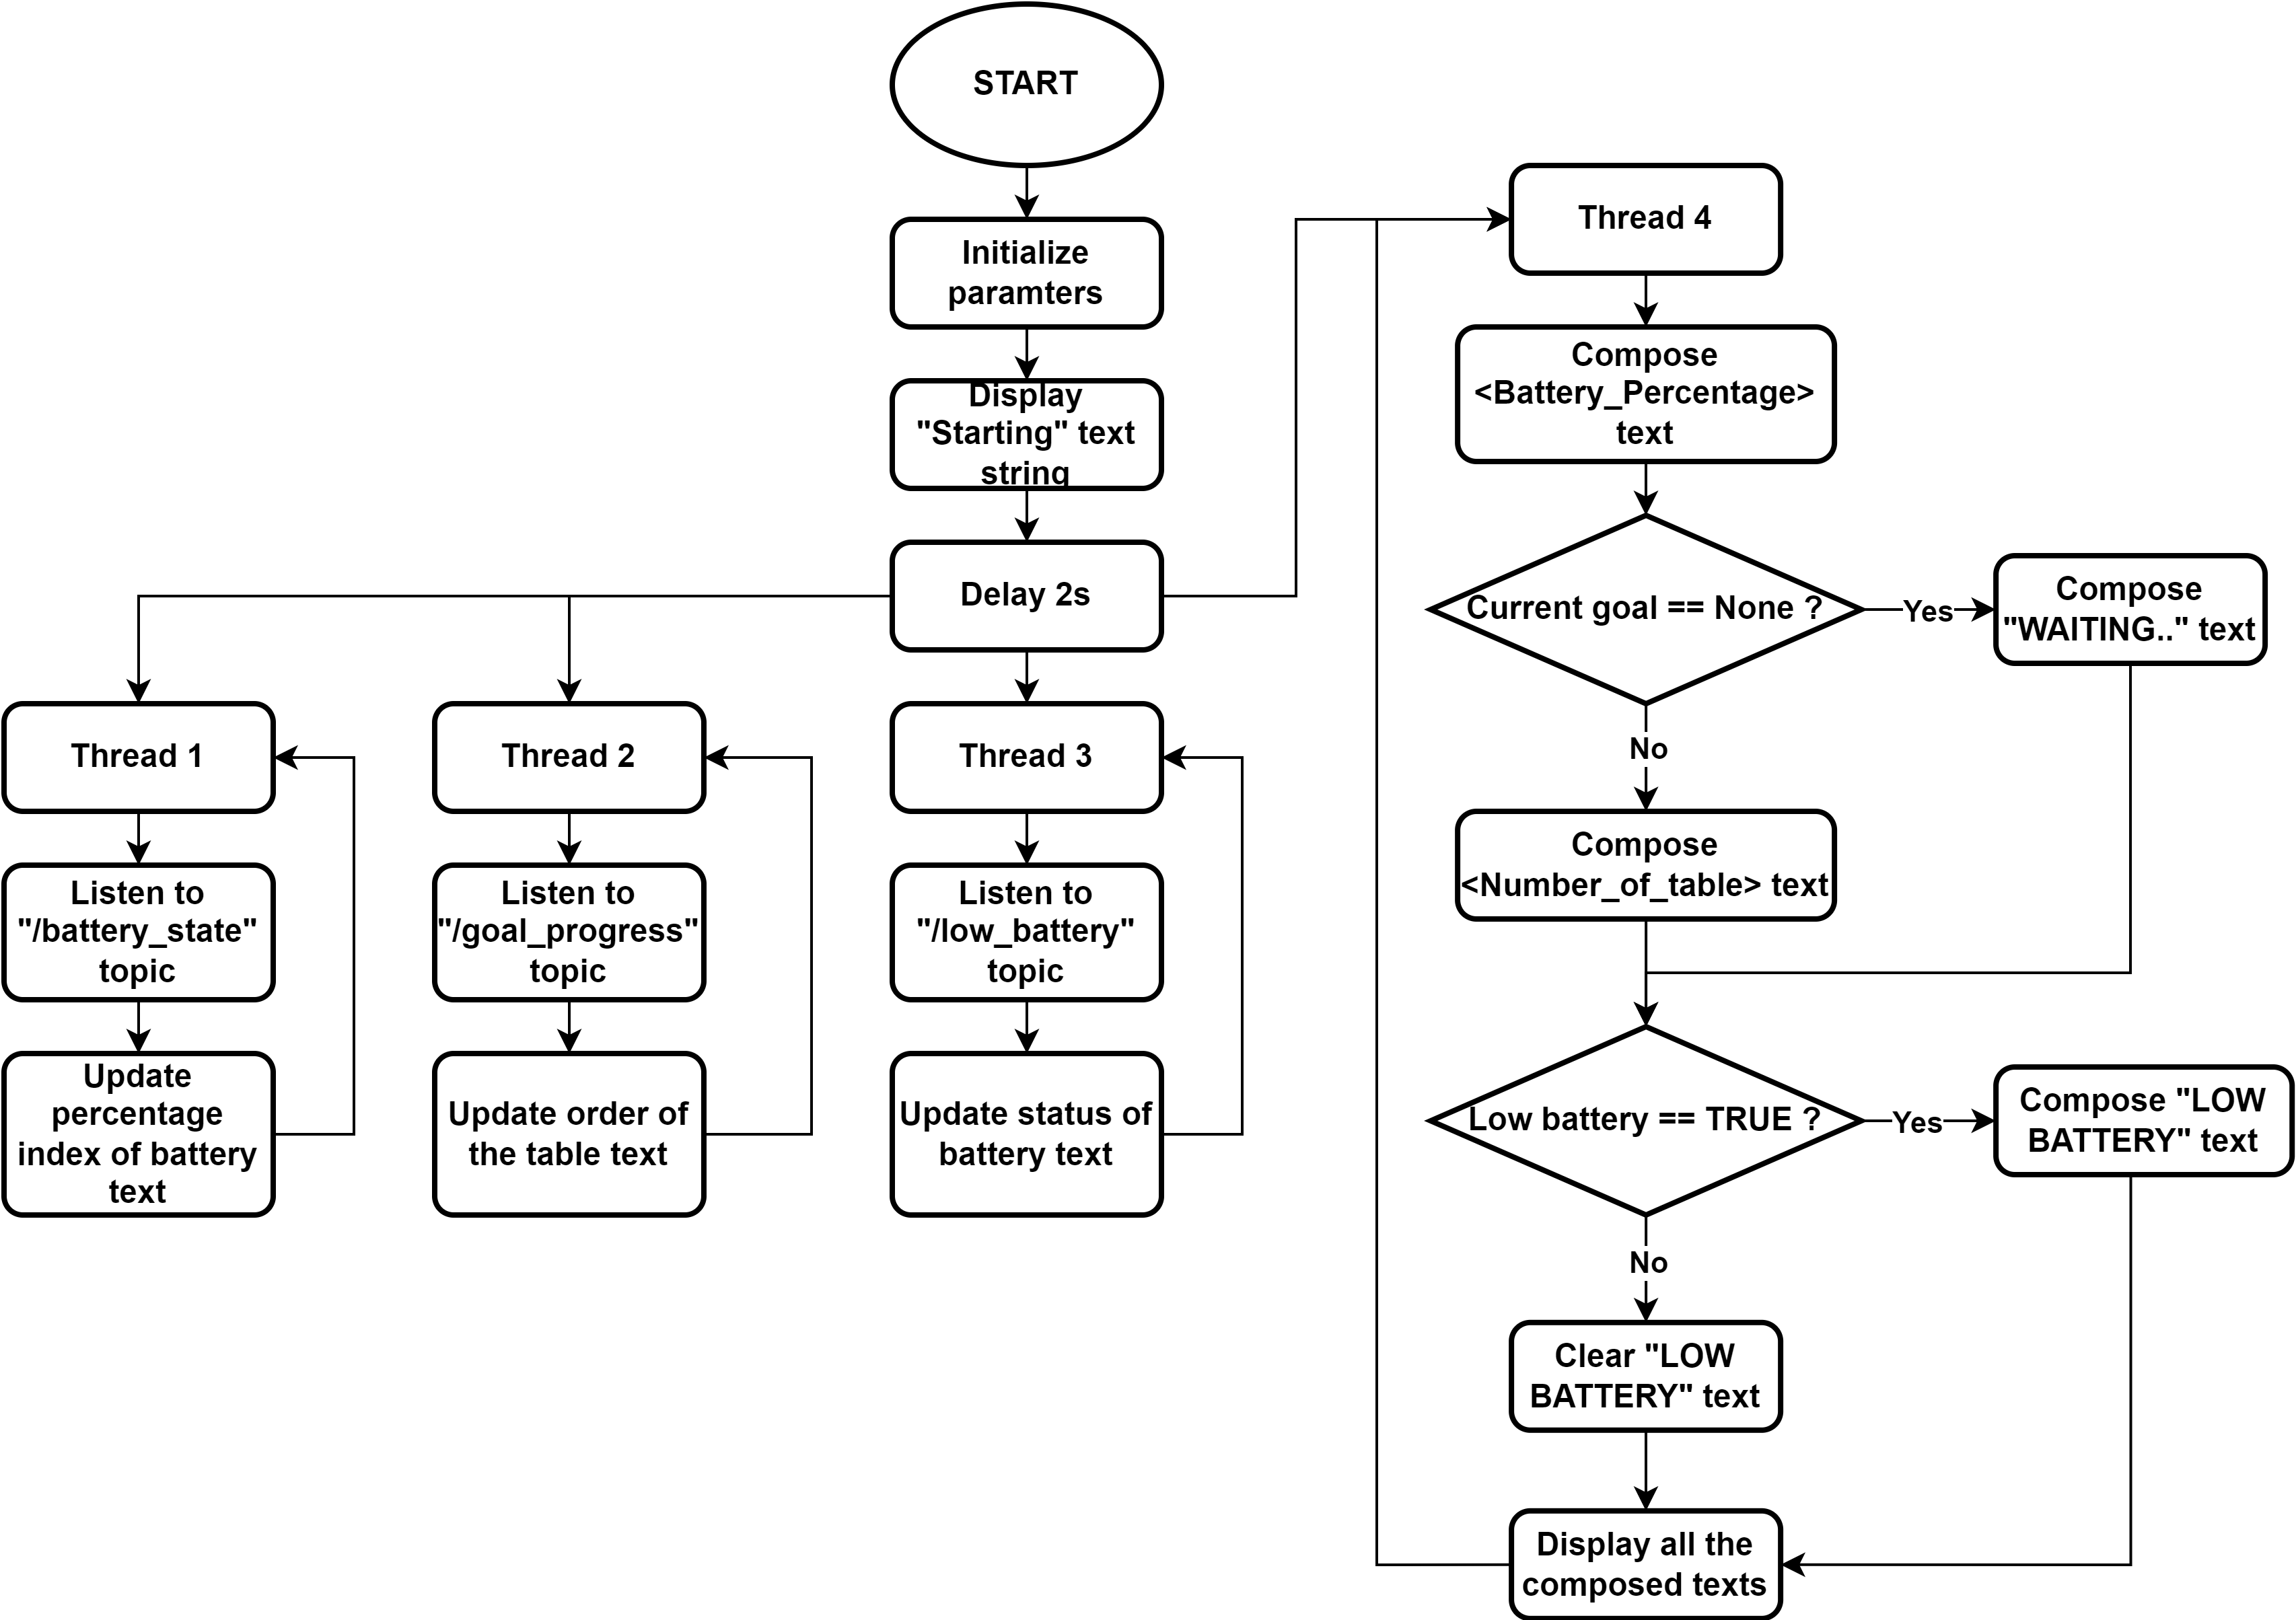 START
Initialize
paramters
Display
"Starting" text
string
Delay 2s
Thread 1
Listen to
"/battery_state"
topic
Update
percentage
index of battery
text
Thread 2
Listen to
"/goal_progress"
topic
Update order of
the table text
Thread 3
Listen to
"/low_battery"
topic
Update status of
battery text
Thread 4
Compose
<Battery_Percentage>
text
Current goal == None ?
Yes
Compose
"WAITING.." text
No
Compose
<Number_of_table> text
Low battery == TRUE ?
Yes
Compose "LOW
BATTERY" text
No
Clear "LOW
BATTERY" text
Display all the
composed texts